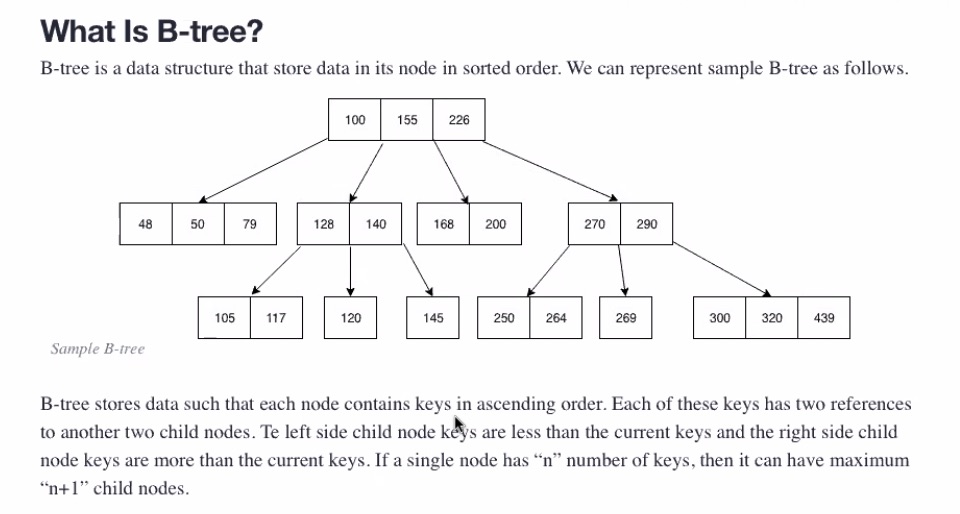 What Is B-tree?
B-tree is a data structure that store data in its node in sorted order. We can represent sample B-tree as follows.
100 155 226
48 50 79 128 140 168 200 270 290
105 117 120 145 250 264 269 300 320 439
Sample B-tree
B-tree stores data such that each node contains keys in ascending order. Each of these keys has two references
to another two child nodes. Te left side child node keys are less than the current keys and the right side child
node keys are more than the current keys. If a single node has “n” number of keys, then it can have maximum
“n+1” child nodes.